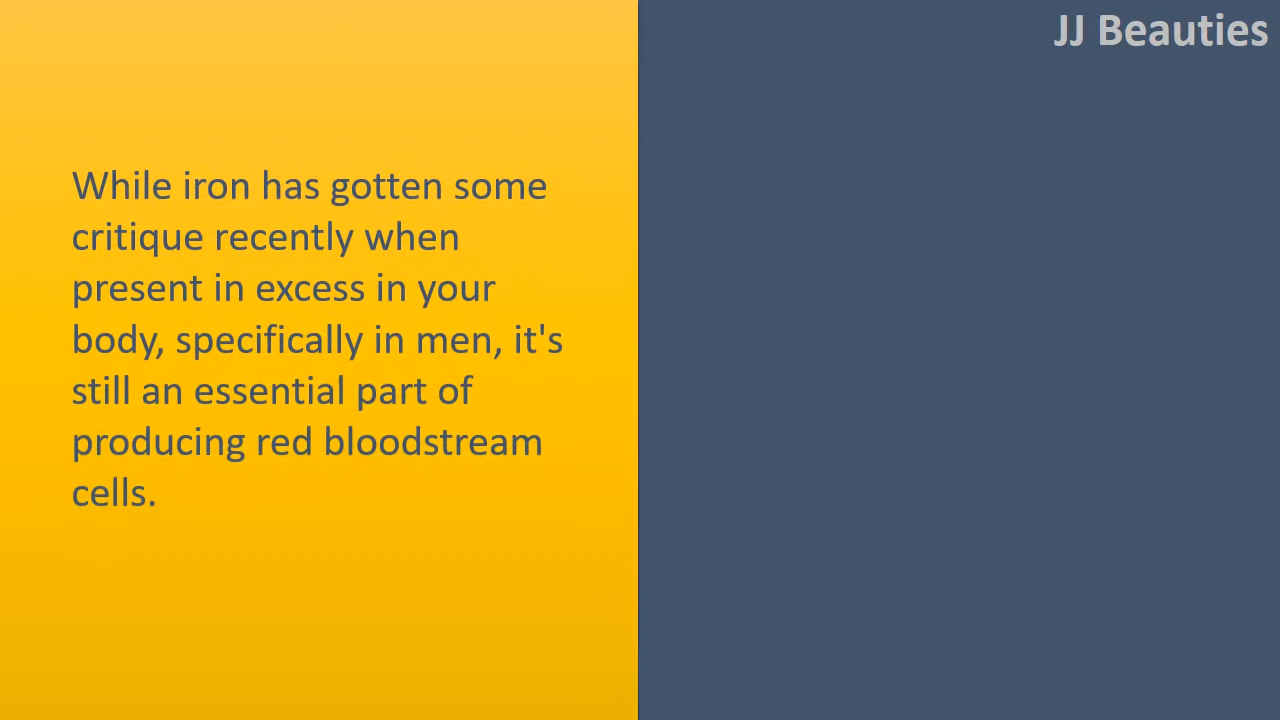 JJ Beauties
While iron has gotten some
critique recently when
present in excess in your
body, specifically in men, it's
still an essential part of
producing red bloodstream
cells.